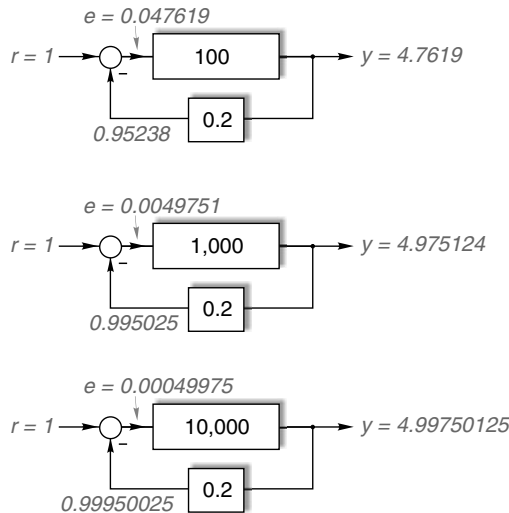 e = 0.047619
r = 1
100
y = 4.7619
-
0.2
0.95238
e = 0.0049751
r = 1
1,000
y = 4.975124
-
0.2
0.995025
e = 0.00049975
r = 1
10,000
y = 4.99750125
-
0.2
0.99950025